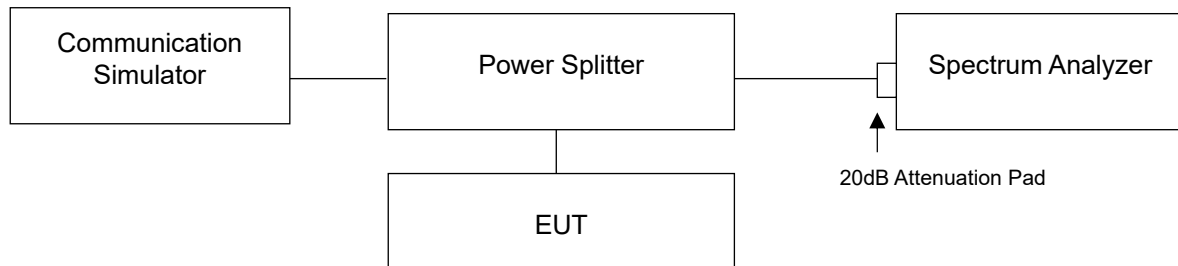 Communication
Simulator
Power Splitter
Spectrum Analyzer
20dB Attenuation Pad
EUT